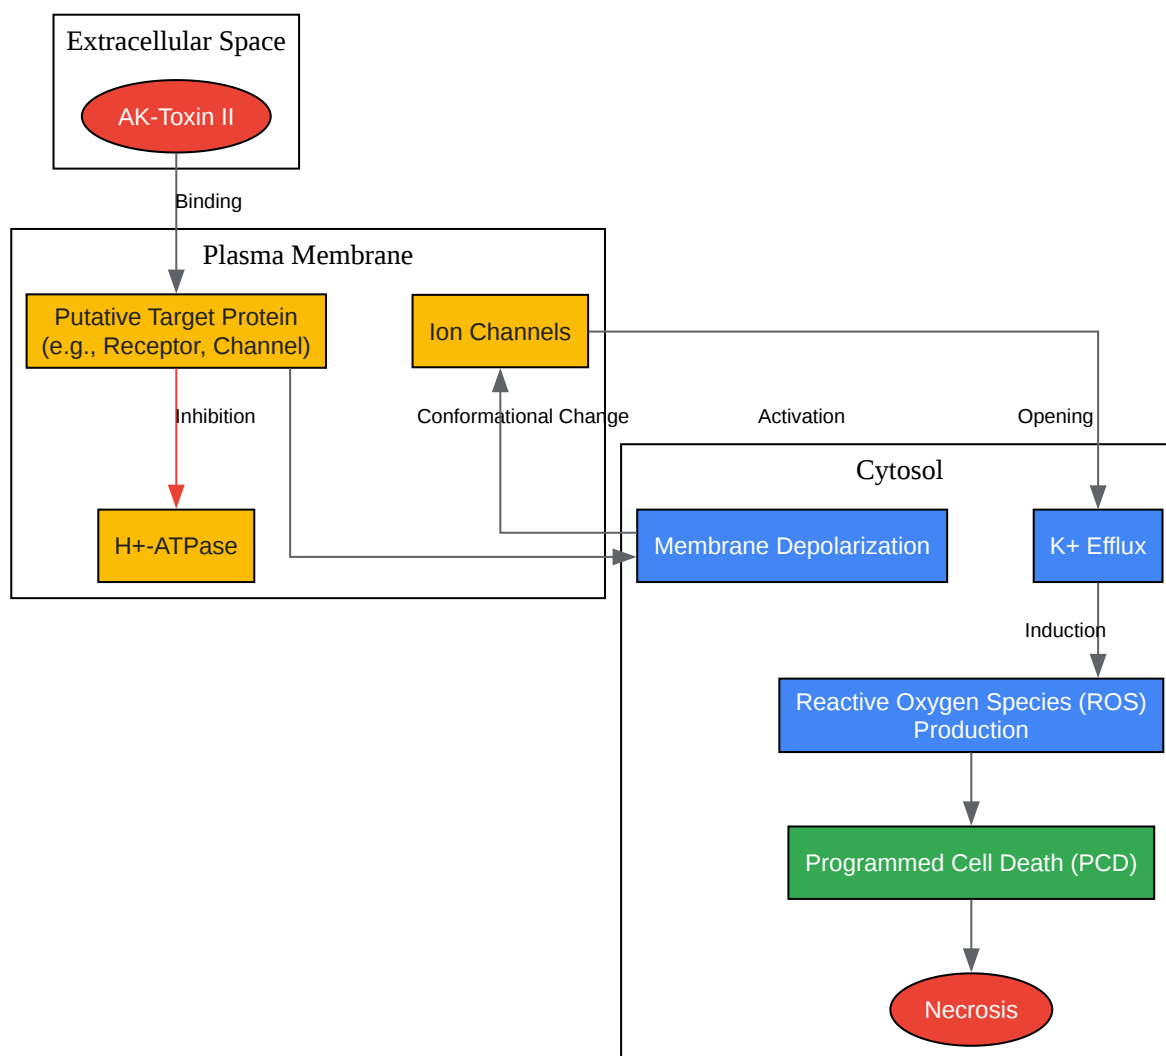 Extracellular Space
AK-Toxin II
Binding
Plasma Membrane
Putative Target Protein
(e.g., Receptor, Channel)
Ion Channels
Inhibition
Conformational Change
Activation
Opening
Cytosol
H+-ATPase
Membrane Depolarization
K+ Efflux
Induction
Reactive Oxygen Species (ROS)
Production
Programmed Cell Death (PCD)
Necrosis